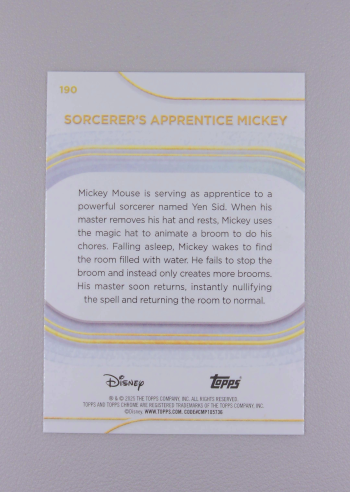 190
SORCERER'S APPRENTICE MICKEY
Mickey Mouse is serving as apprentice to a
powerful sorcerer named Yen Sid. When his
master removes his hat and rests, Mickey uses
the magic hat to animate a broom to do his
chores. Falling asleep, Mickey wakes to find
the room filled with water. He fails to stop the
broom and instead only creates more brooms.
His master soon returns, instantly nullifying
the spell and returning the room to normal.
Disney Topps
® & © 2025 THE TOPPS COMPANY, INC. ALL RIGHTS RESERVED.
TOPPS AND TOPPS CHROME ARE REGISTERED TRADEMARKS OF THE TOPPS COMPANY, INC.
©Disney. WWW.TOPPS.COM. CODE#CMP105736